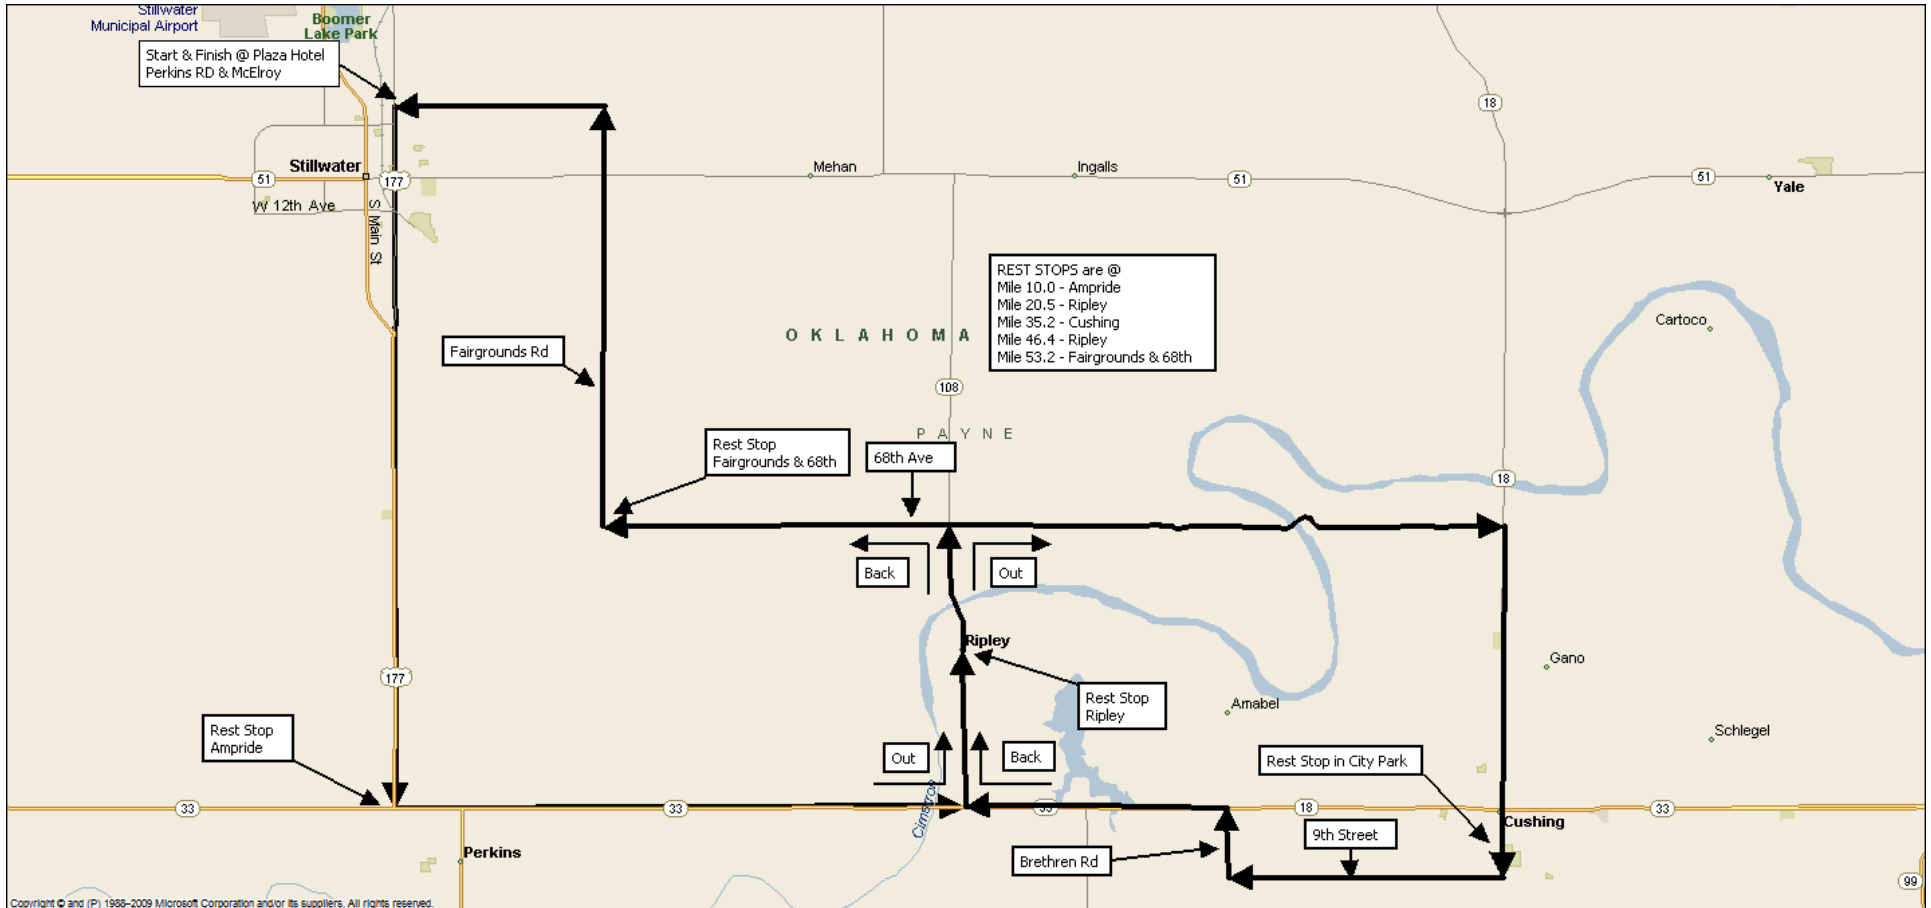 Stillwater
Municipal Airport
Boomer
Lake Park
Start & Finish @ Plaza Hotel
Perkins RD & McElroy
18
Stillwater
51
177
Mehan
Ingalls
51
51
Yale
W 12th Ave
S Main St
REST STOPS are @
Mile 10.0 - Ampride
Mile 20.5 - Ripley
Mile 35.2 - Cushing
Mile 46.4 - Ripley
Mile 53.2 - Fairgrounds & 68th
Cartoco
OKLAHOMA
Fairgrounds Rd
108
PAYNE
Rest Stop
Fairgrounds & 68th
68th Ave
18
Back
Out
Ripley
Gano
177
Rest Stop
Ripley
Amabel
Rest Stop
Ampride
Schlegel
Out
Back
Rest Stop in City Park
Cimarron
33
33
33
18
33
Cushing
9th Street
Perkins
Brethren Rd
99
Copyright © and (P) 1988–2009 Microsoft Corporation and/or its suppliers. All rights reserved.